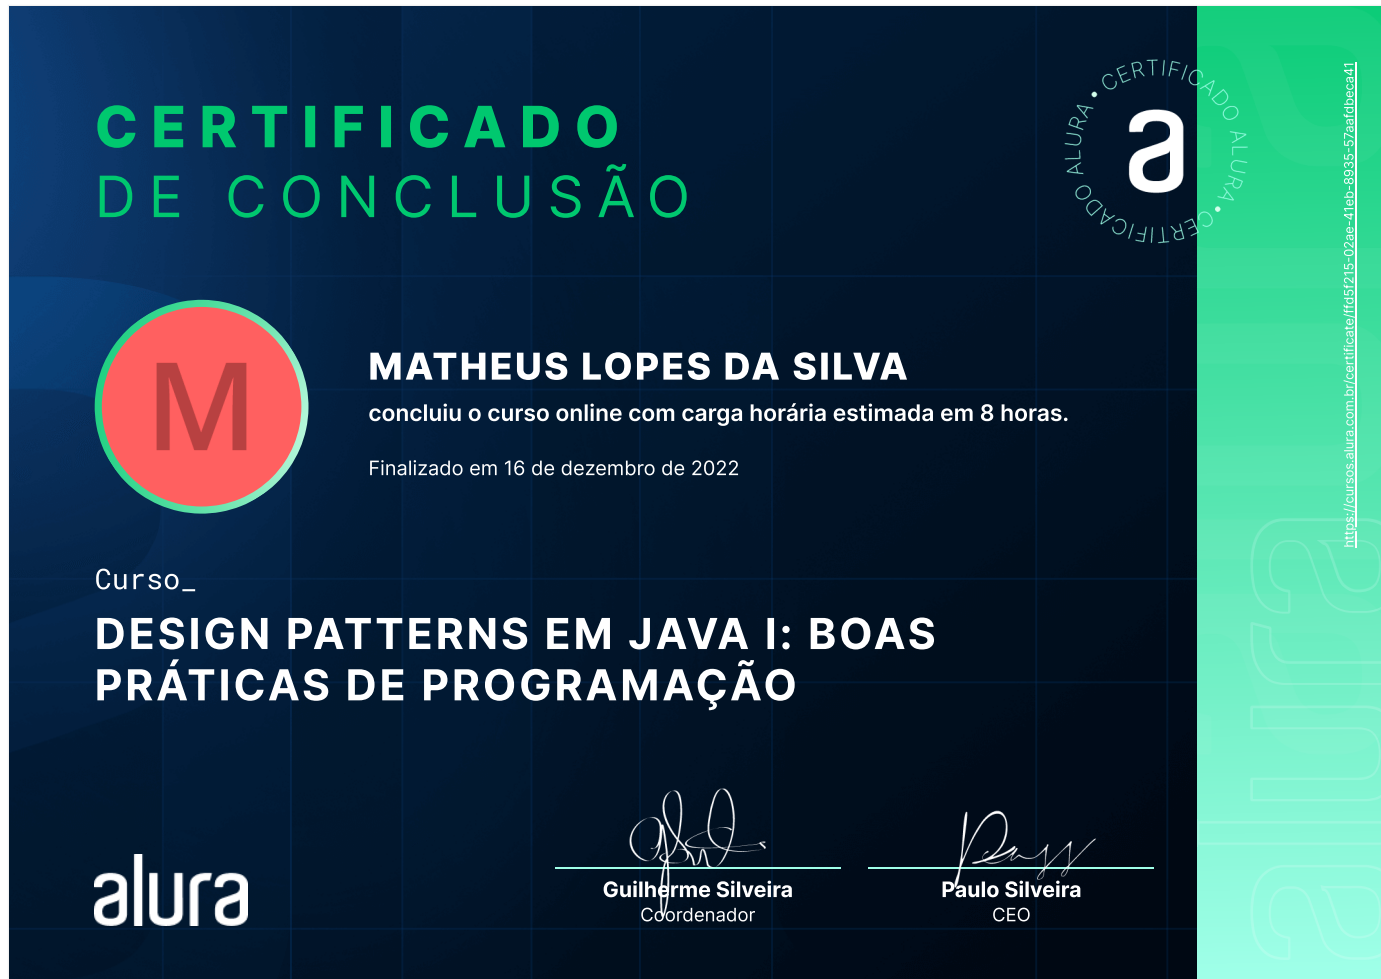 CERTIFICADO
DE CONCLUSÃO
CERTIFICADO ALURA • CERTIFICADO ALURA •
a
https://cursos.alura.com.br/certificate/ffd5f215-02ae-41eb-8935-57aafdbeca41
M
MATHEUS LOPES DA SILVA
concluiu o curso online com carga horária estimada em 8 horas.
Finalizado em 16 de dezembro de 2022
Curso_
DESIGN PATTERNS EM JAVA I: BOAS
PRÁTICAS DE PROGRAMAÇÃO
alura
Guilherme Silveira
Coordenador
Paulo Silveira
CEO
alura